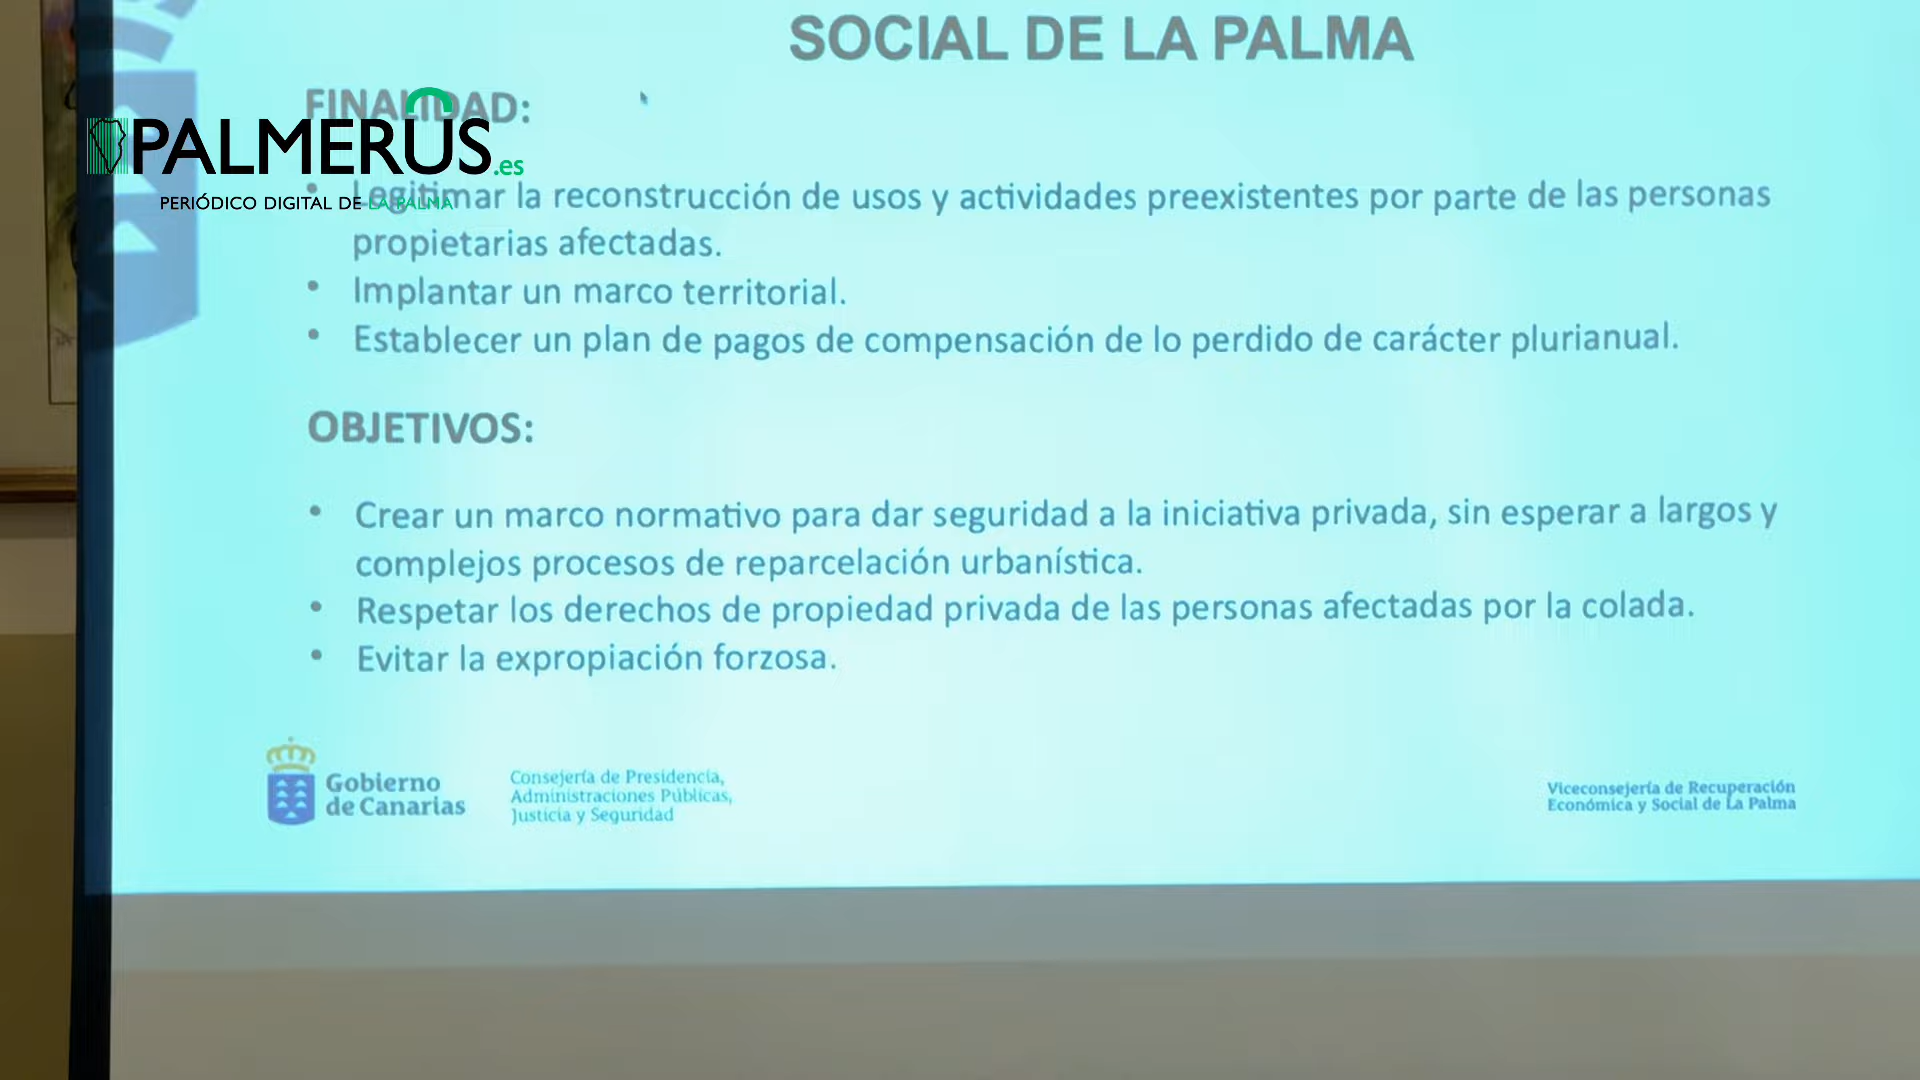 SOCIAL DE LA PALMA
FINALIDAD:
PALMERUS.es
PERIÓDICO DIGITAL DE LA PALMA
• Legitimar la reconstrucción de usos y actividades preexistentes por parte de las personas
propietarias afectadas.
• Implantar un marco territorial.
• Establecer un plan de pagos de compensación de lo perdido de carácter plurianual.
OBJETIVOS:
• Crear un marco normativo para dar seguridad a la iniciativa privada, sin esperar a largos y
complejos procesos de reparcelación urbanística.
• Respetar los derechos de propiedad privada de las personas afectadas por la colada.
• Evitar la expropiación forzosa.
Gobierno
de Canarias
Consejería de Presidencia,
Administraciones Públicas,
Justicia y Seguridad
Viceconsejería de Recuperación
Económica y Social de La Palma